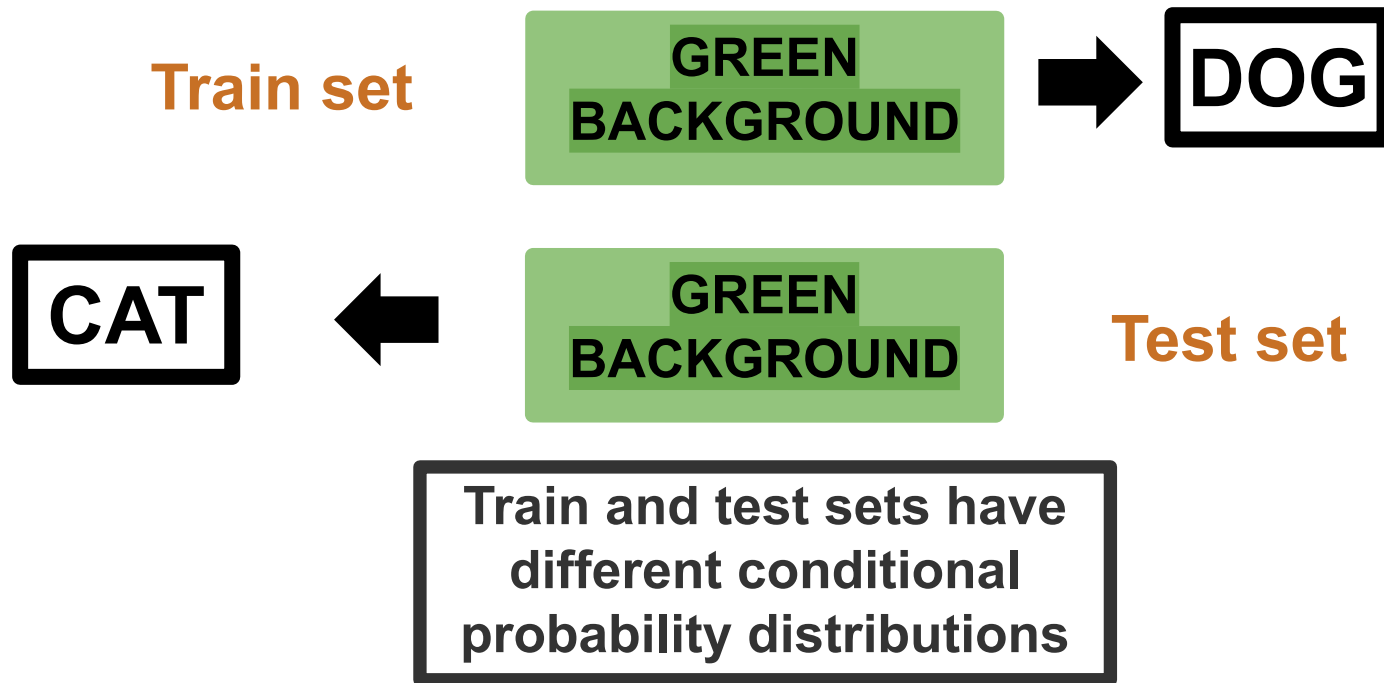 Train set
GREEN
BACKGROUND
DOG
CAT
GREEN
BACKGROUND
Test set
Train and test sets have
different conditional
probability distributions